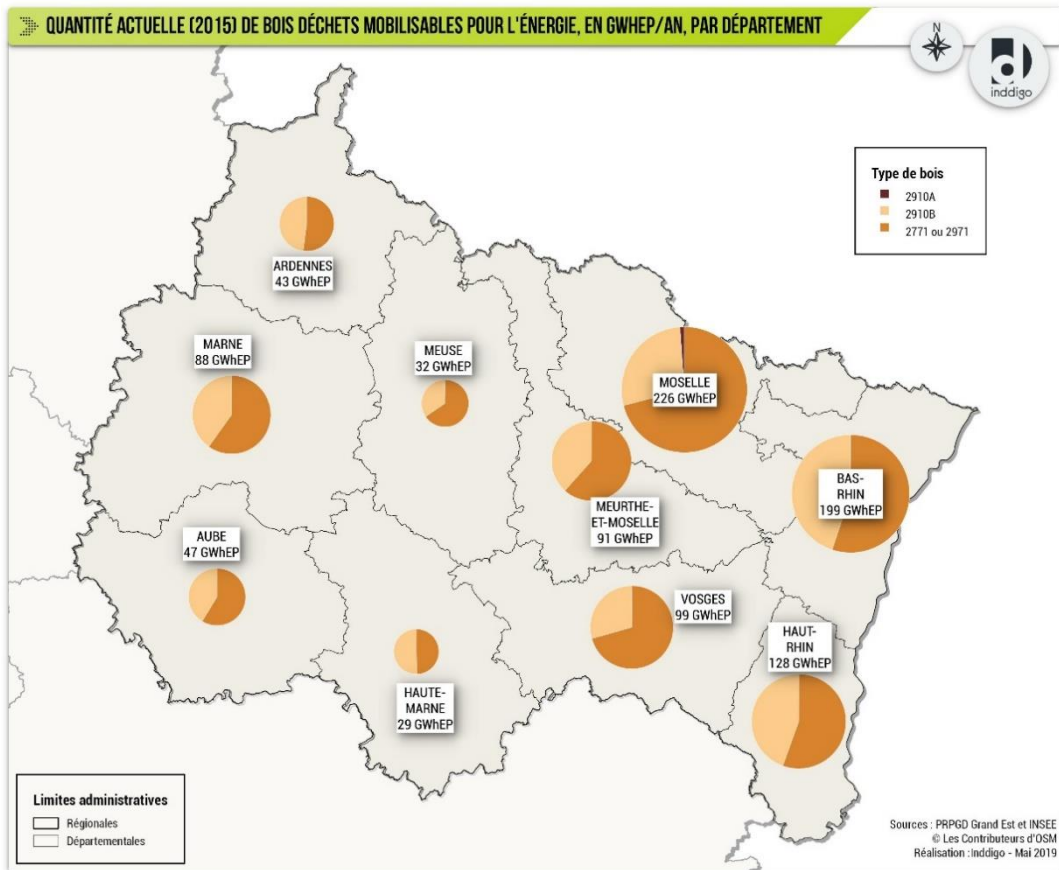 QUANTITÉ ACTUELLE (2015) DE BOIS DÉCHETS MOBILISABLES POUR L'ÉNERGIE, EN GWHEP/AN, PAR DÉPARTEMENT
N
inddigo
Type de bois
2910A
2910B
2771 ou 2971
ARDENNES
43 GWhEP
MARNE
88 GWhEP
MEUSE
32 GWhEP
MOSELLE
226 GWhEP
BAS-
RHIN
199 GWhEP
MEURTHE-
ET-MOSELLE
91 GWhEP
AUBE
47 GWhEP
VOSGES
99 GWhEP
HAUT-
RHIN
128 GWhEP
HAUTE-
MARNE
29 GWhEP
Limites administratives
Régionales
Départementales
Sources : PRPGD Grand Est et INSEE
© Les Contributeurs d'OSM
Réalisation : Inddigo - Mai 2019